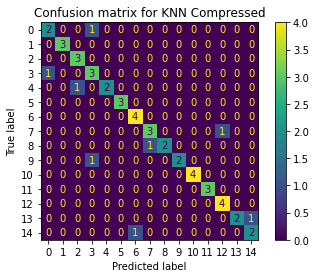 Confusion matrix for KNN Compressed
True label
0 2 0 0 1 0 0 0 0 0 0 0 0 0 0 0
1 0 3 0 0 0 0 0 0 0 0 0 0 0 0 0
2 0 0 3 0 0 0 0 0 0 0 0 0 0 0 0
3 1 0 0 3 0 0 0 0 0 0 0 0 0 0 0
4 0 0 1 0 2 0 0 0 0 0 0 0 0 0 0
5 0 0 0 0 0 3 0 0 0 0 0 0 0 0 0
6 0 0 0 0 0 0 4 0 0 0 0 0 0 0 0
7 0 0 0 0 0 0 0 3 0 0 0 0 1 0 0
8 0 0 0 0 0 0 0 1 2 0 0 0 0 0 0
9 0 0 0 1 0 0 0 0 0 2 0 0 0 0 0
10 0 0 0 0 0 0 0 0 0 0 4 0 0 0 0
11 0 0 0 0 0 0 0 0 0 0 0 3 0 0 0
12 0 0 0 0 0 0 0 0 0 0 0 0 4 0 0
13 0 0 0 0 0 0 0 0 0 0 0 0 0 2 1
14 0 0 0 0 0 0 1 0 0 0 0 0 0 0 2
0 1 2 3 4 5 6 7 8 9 10 11 12 13 14
Predicted label
4.0
3.5
3.0
2.5
2.0
1.5
1.0
0.5
0.0